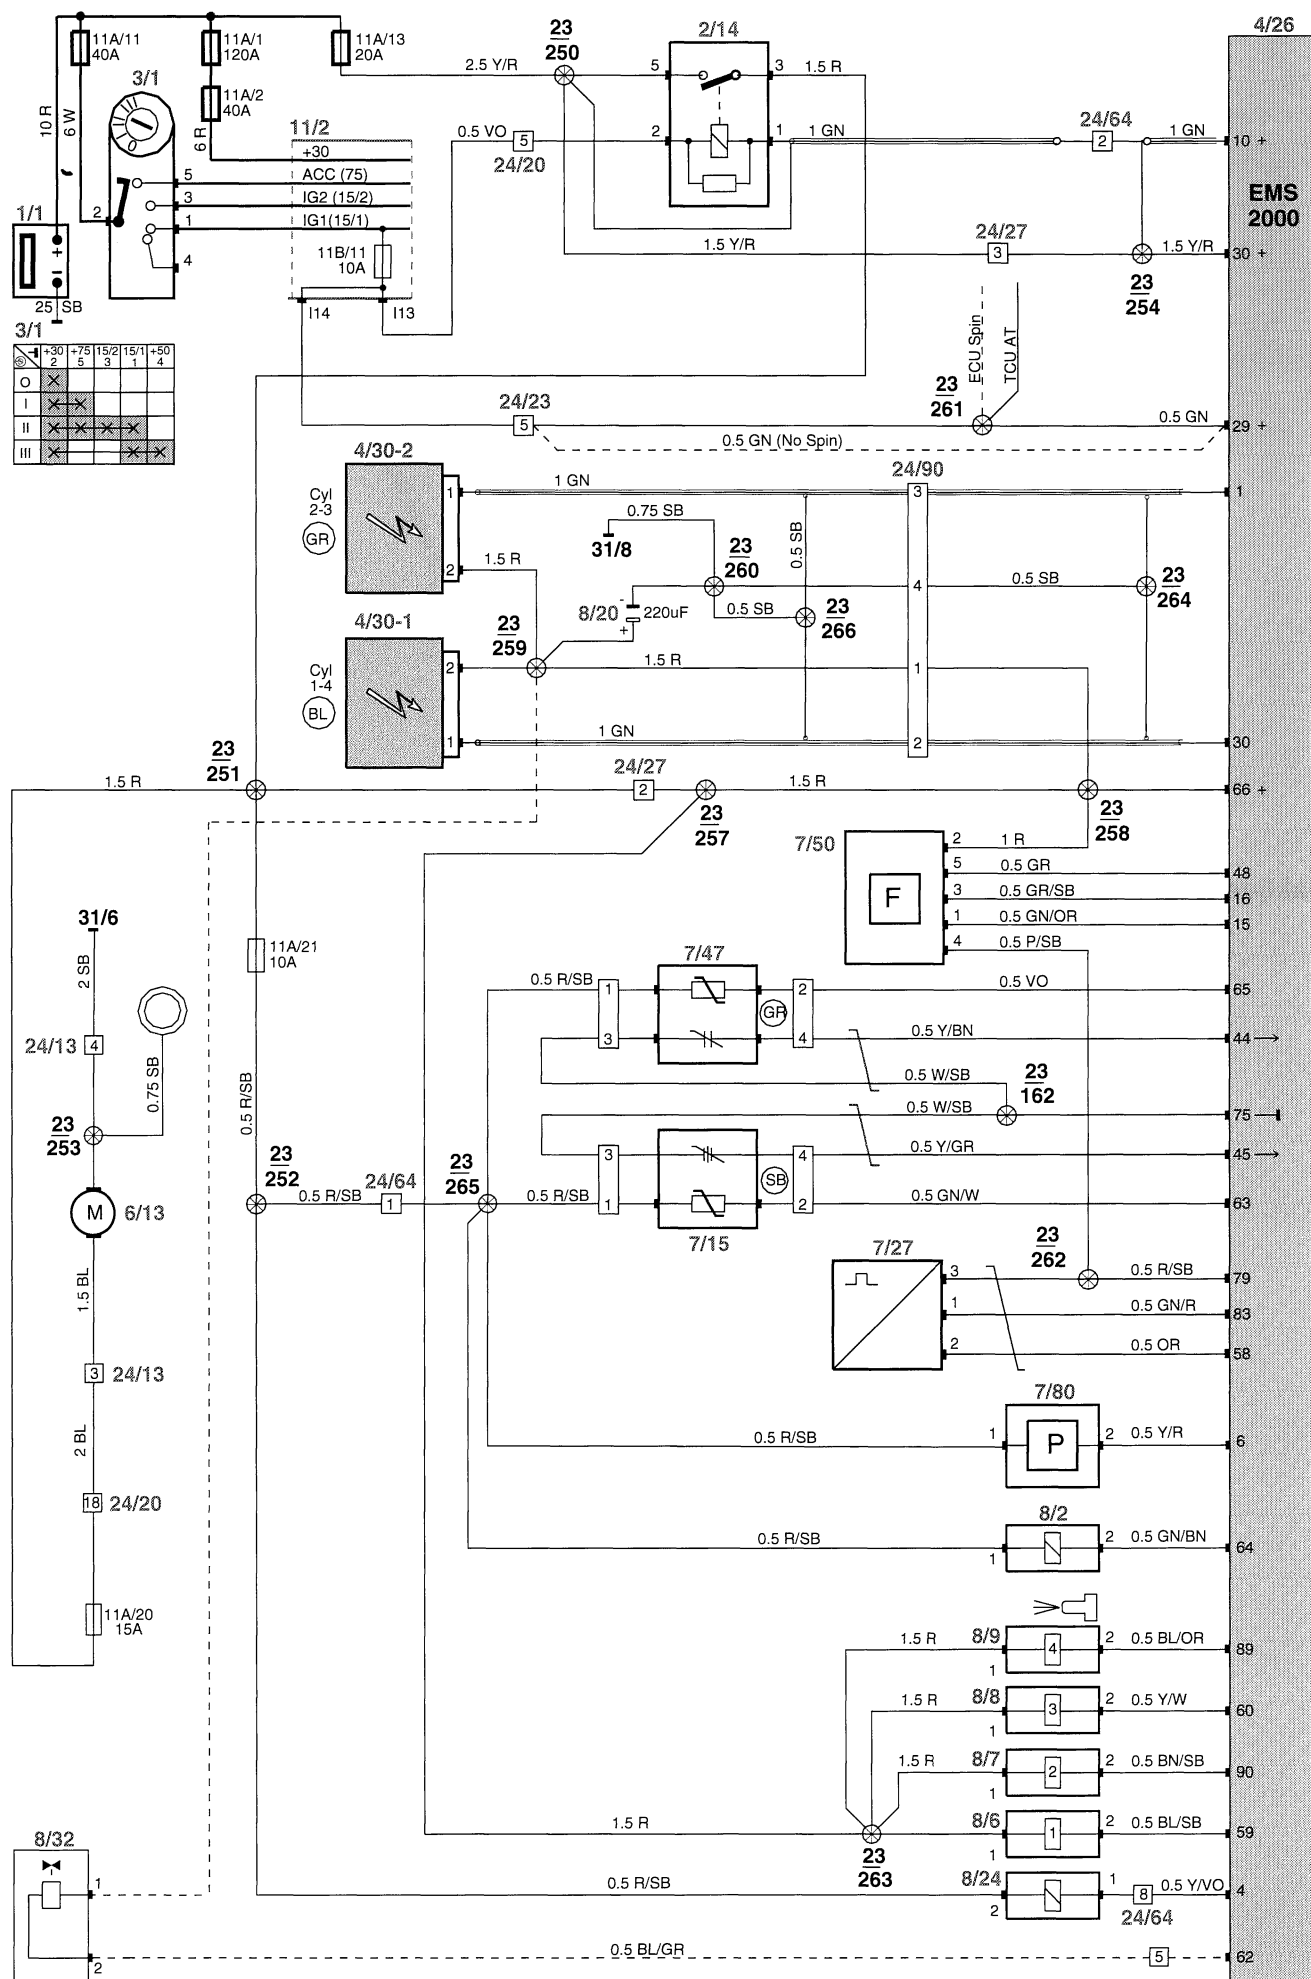 4/26
11A/11
40A
11A/1
120A
11A/13
20A
23
250
2/14
2.5 Y/R
5
3
1.5 R
3/1
11A/2
40A
10 R
6 W
6 R
11/2
+30
0.5 VO
5
24/20
2
1
1 GN
24/64
2
1 GN
10 +
5
ACC (75)
3
IG2 (15/2)
1
IG1(15/1)
4
2
EMS
2000
1/1
+
−
25 SB
11B/11
10A
I14
I13
1.5 Y/R
24/27
3
1.5 Y/R
30 +
23
254
3/1
+30 +75 15/2 15/1 +50
2 5 3 1 4
O
I
II
III
ECU Spin
TCU AT
23
261
24/23
5
0.5 GN
29 +
0.5 GN (No Spin)
4/30-2
Cyl
2-3
GR
1
1 GN
24/90
3
1
0.75 SB
31/8
0.5 SB
2
1.5 R
23
260
4
0.5 SB
23
264
8/20
-
220uF
+
0.5 SB
23
266
4/30-1
Cyl
1-4
BL
23
259
2
1.5 R
1
1
1 GN
2
30
23
251
1.5 R
24/27
2
1.5 R
66 +
23
257
23
258
7/50
F
2
1 R
5
0.5 GR
48
3
0.5 GR/SB
16
1
0.5 GN/OR
15
4
0.5 P/SB
31/6
2 SB
11A/21
10A
7/47
0.5 R/SB
1
GR
2
0.5 VO
65
3
4
0.5 Y/BN
44
24/13
4
0.75 SB
0.5 W/SB
23
162
0.5 W/SB
75
23
253
0.5 R/SB
3
4
0.5 Y/GR
45
SB
23
252
0.5 R/SB
24/64
1
23
265
0.5 R/SB
1
2
0.5 GN/W
63
M
6/13
7/15
7/27
23
262
3
0.5 R/SB
79
1
0.5 GN/R
83
2
0.5 OR
58
1.5 BL
3
24/13
7/80
P
0.5 R/SB
1
2
0.5 Y/R
6
2 BL
18
24/20
8/2
0.5 R/SB
1
2
0.5 GN/BN
64
11A/20
15A
1.5 R
8/9
1
4
2
0.5 BL/OR
89
1.5 R
8/8
1
3
2
0.5 Y/W
60
1.5 R
8/7
1
2
2
0.5 BN/SB
90
1.5 R
8/6
1
1
2
0.5 BL/SB
59
23
263
8/32
1
2
0.5 R/SB
8/24
2
1
8
24/64
0.5 Y/VO
4
0.5 BL/GR
5
62